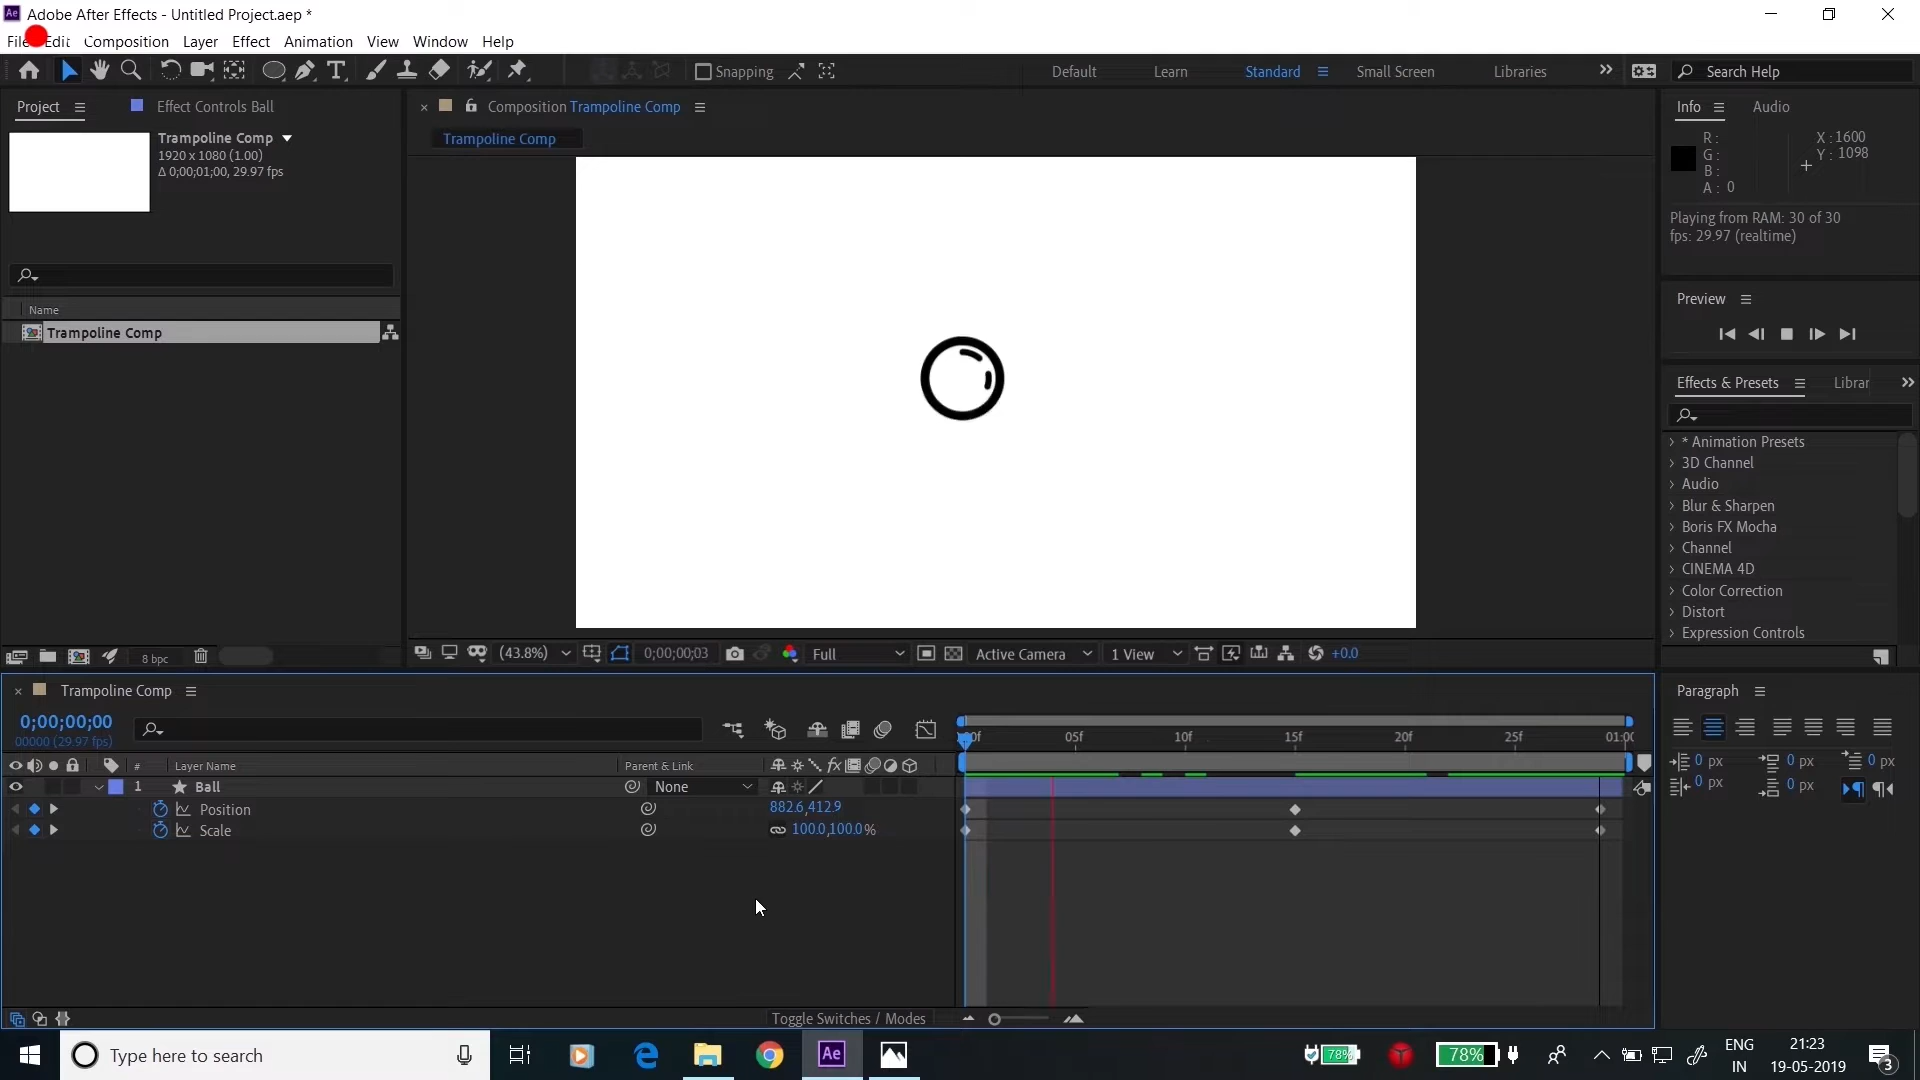 Adobe After Effects - Untitled Project.aep *
File Edit Composition Layer Effect Animation View Window Help
Snapping
Default Learn Standard Small Screen Libraries
Search Help
Project
Effect Controls Ball
Composition Trampoline Comp
Info
Audio
Trampoline Comp
1920 x 1080 (1.00)
Δ 0;00;01;00, 29.97 fps
Trampoline Comp
R :
G :
B :
A : 0
X : 1600
Y : 1098
Playing from RAM: 30 of 30
fps: 29.97 (realtime)
Name
Trampoline Comp
Preview
Effects & Presets
Librar
* Animation Presets
3D Channel
Audio
Blur & Sharpen
Boris FX Mocha
Channel
CINEMA 4D
Color Correction
Distort
Expression Controls
8 bpc
(43.8%)
0;00;00;03
Full
Active Camera
1 View
+0.0
Trampoline Comp
0;00;00;00
00000 (29.97 fps)
05f 10f 15f 20f 25f
# Layer Name Parent & Link
1 Ball None
Position 882.6,412.9
Scale 100.0,100.0%
Toggle Switches / Modes
Paragraph
0 px 0 px 0 px
0 px 0 px
Type here to search
Ae
78%
78%
ENG
IN
21:23
19-05-2019
3